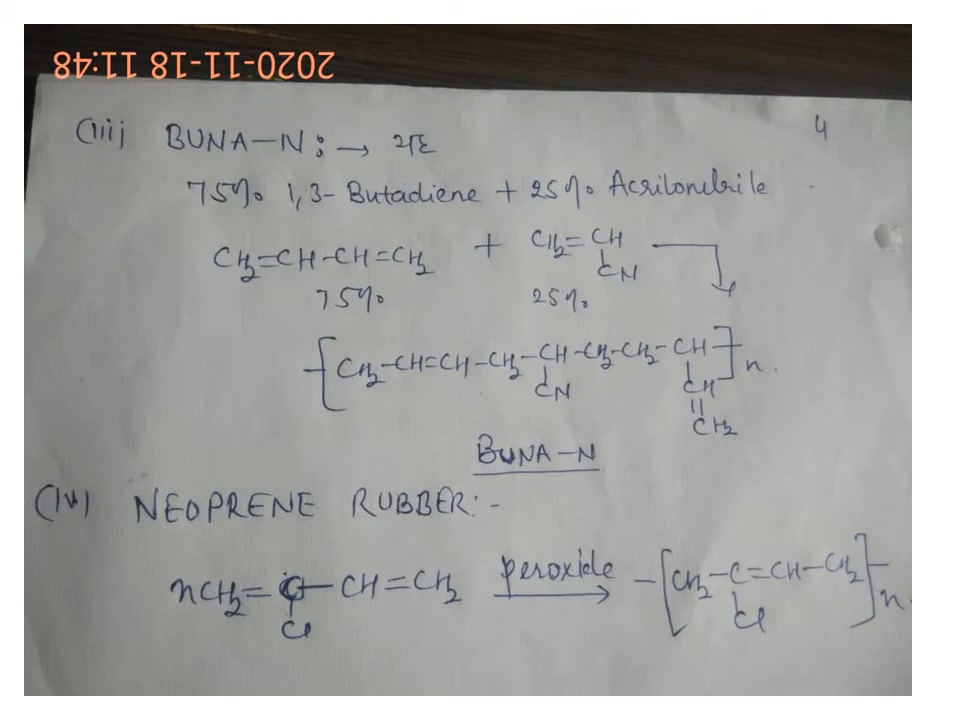 2020-11-18 11:48
4
(iii) BUNA-N : → यह
75% 1,3-Butadiene + 25% Acrilonitrile
CH2=CH-CH=CH2 + CH2=CH
CN
75% 25%
[CH2-CH=CH-CH2-CH-CH2-CH2-CH]n.
CN CH
CH2
BUNA-N
(iv) NEOPRENE RUBBER:-
nCH2=C-CH=CH2 peroxide → [CH2-C=CH-CH2]n.
Cl Cl